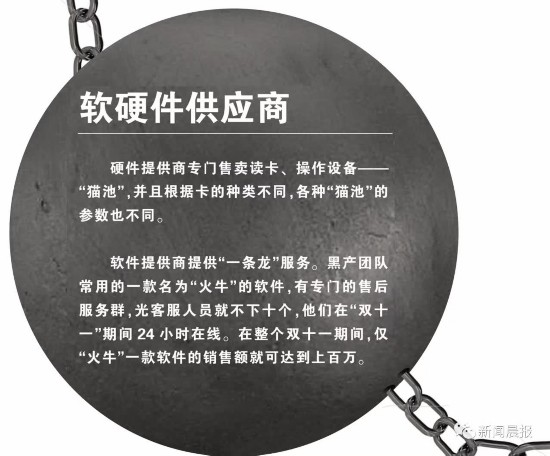 软硬件供应商
硬件提供商专门售卖读卡、操作设备——
“猫池”,并且根据卡的种类不同,各种“猫池”的
参数也不同。
软件提供商提供“一条龙”服务。黑产团队
常用的一款名为“火牛”的软件,有专门的售后
服务群,光客服人员就不下十个,他们在“双十
一”期间 24 小时在线。在整个双十一期间,仅
“火牛”一款软件的销售额就可达到上百万。
新闻晨报